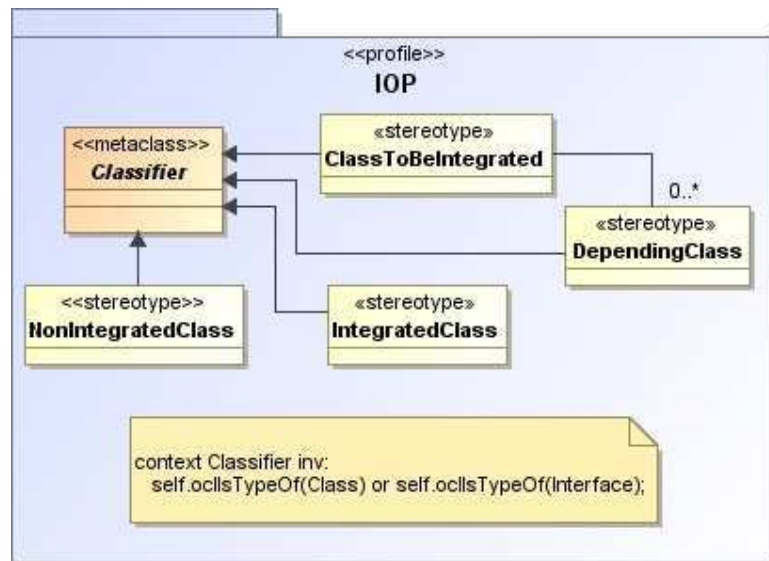 <<profile>>
IOP
<<metaclass>>
Classifier
«stereotype»
ClassToBeIntegrated
0..*
«stereotype»
DependingClass
<<stereotype>>
NonIntegratedClass
«stereotype»
IntegratedClass
context Classifier inv:
self.oclIsTypeOf(Class) or self.oclIsTypeOf(Interface);